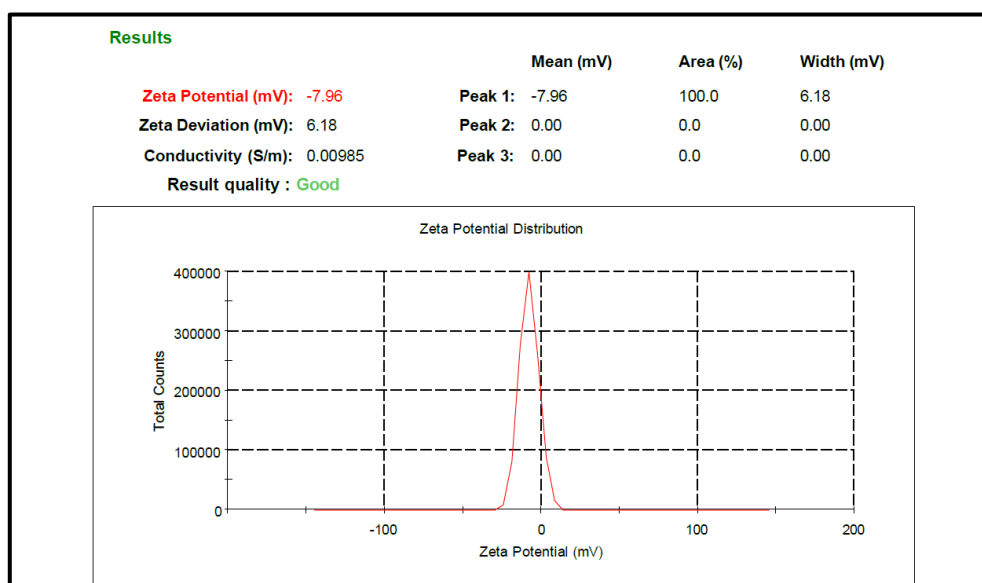 Results
Mean (mV) Area (%) Width (mV)
Zeta Potential (mV): -7.96 Peak 1: -7.96 100.0 6.18
Zeta Deviation (mV): 6.18 Peak 2: 0.00 0.0 0.00
Conductivity (S/m): 0.00985 Peak 3: 0.00 0.0 0.00
Result quality : Good
Zeta Potential Distribution
400000
300000
200000
100000
0
Total Counts
-100 0 100 200
Zeta Potential (mV)